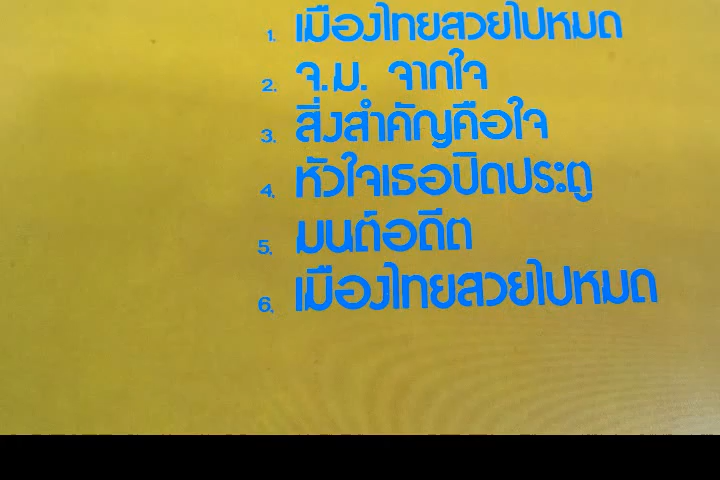 1. เมืองไทยสวยไปหมด
2. จ.ม. จากใจ
3. สิ่งสำคัญคือใจ
4. หัวใจเธอปิดประตู
5. มนต์อดีต
6. เมืองไทยสวยไปหมด